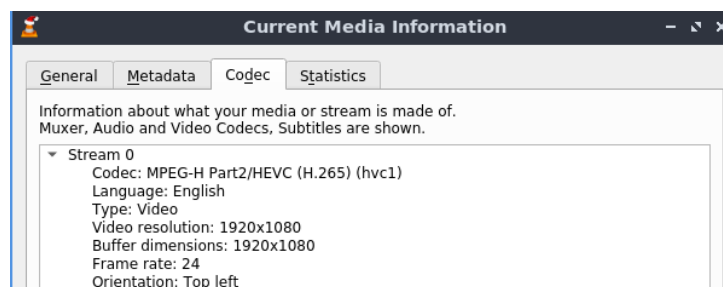 Current Media Information
General Metadata Codec Statistics
Information about what your media or stream is made of.
Muxer, Audio and Video Codecs, Subtitles are shown.
Stream 0
Codec: MPEG-H Part2/HEVC (H.265) (hvc1)
Language: English
Type: Video
Video resolution: 1920x1080
Buffer dimensions: 1920x1080
Frame rate: 24
Orientation: Top left